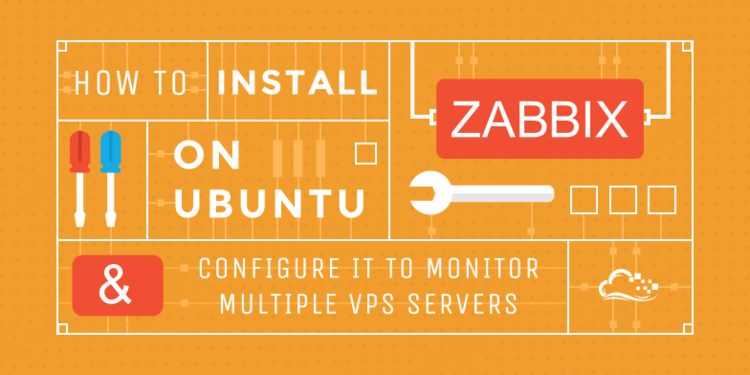 HOW TO INSTALL
ZABBIX
ON
UBUNTU
&
CONFIGURE IT TO MONITOR
MULTIPLE VPS SERVERS